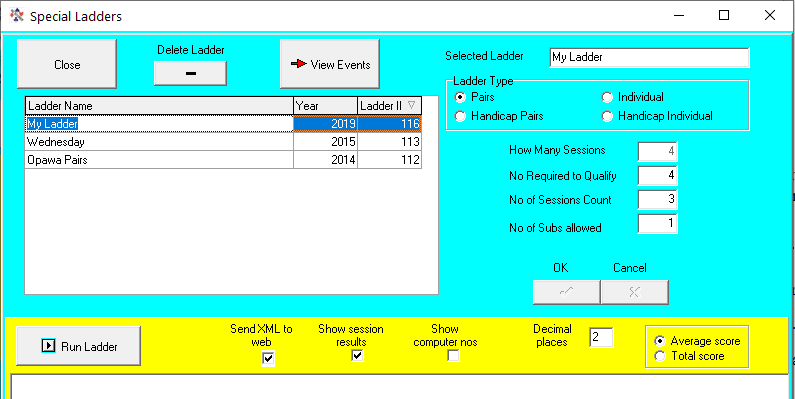 Special Ladders
Close
Delete Ladder
View Events
Selected Ladder
My Ladder
Ladder Type
Pairs
Individual
Handicap Pairs
Handicap Individual
Ladder Name Year Ladder II
My Ladder 2019 116
Wednesday 2015 113
Opawa Pairs 2014 112
How Many Sessions 4
No Required to Qualify 4
No of Sessions Count 3
No of Subs allowed 1
OK
Cancel
Run Ladder
Send XML to
web
Show session
results
Show
computer nos
Decimal
places
2
Average score
Total score